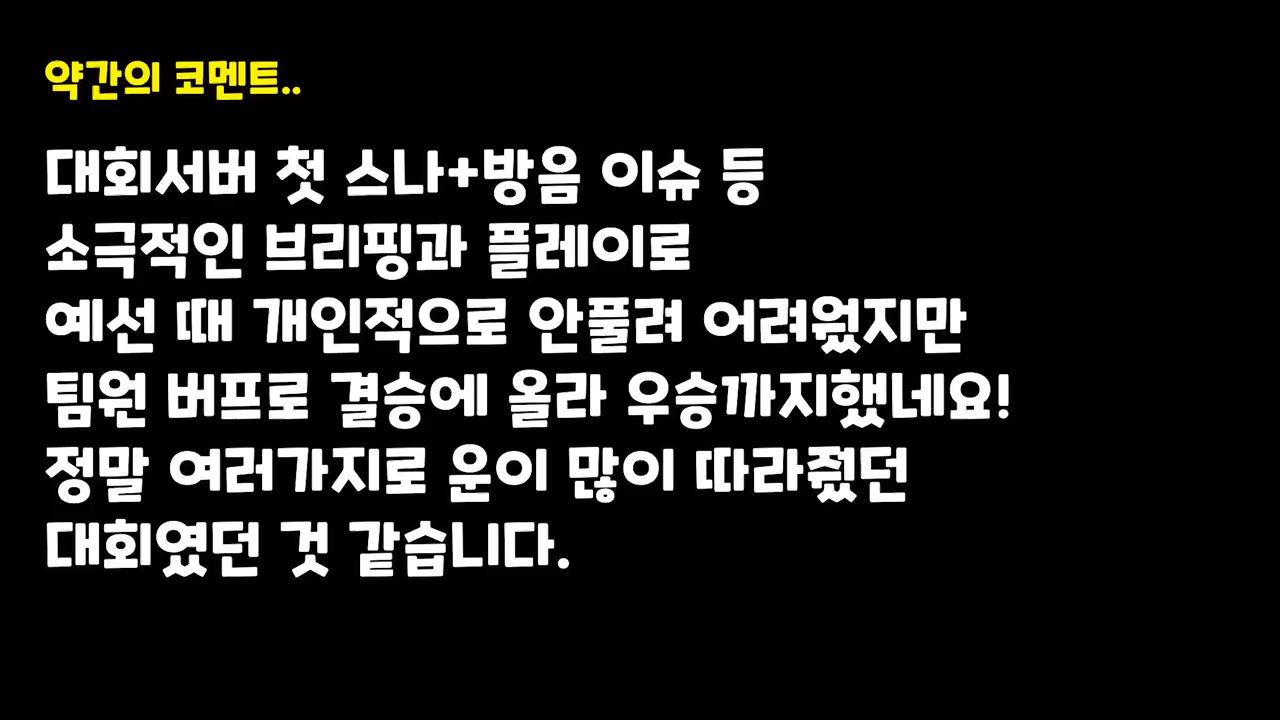 약간의 코멘트..
대회서버 첫 스나+방음 이슈 등
소극적인 브리핑과 플레이로
예선 때 개인적으로 안풀려 어려웠지만
팀원 버프로 결승에 올라 우승까지했네요!
정말 여러가지로 운이 많이 따라줬던
대회였던 것 같습니다.